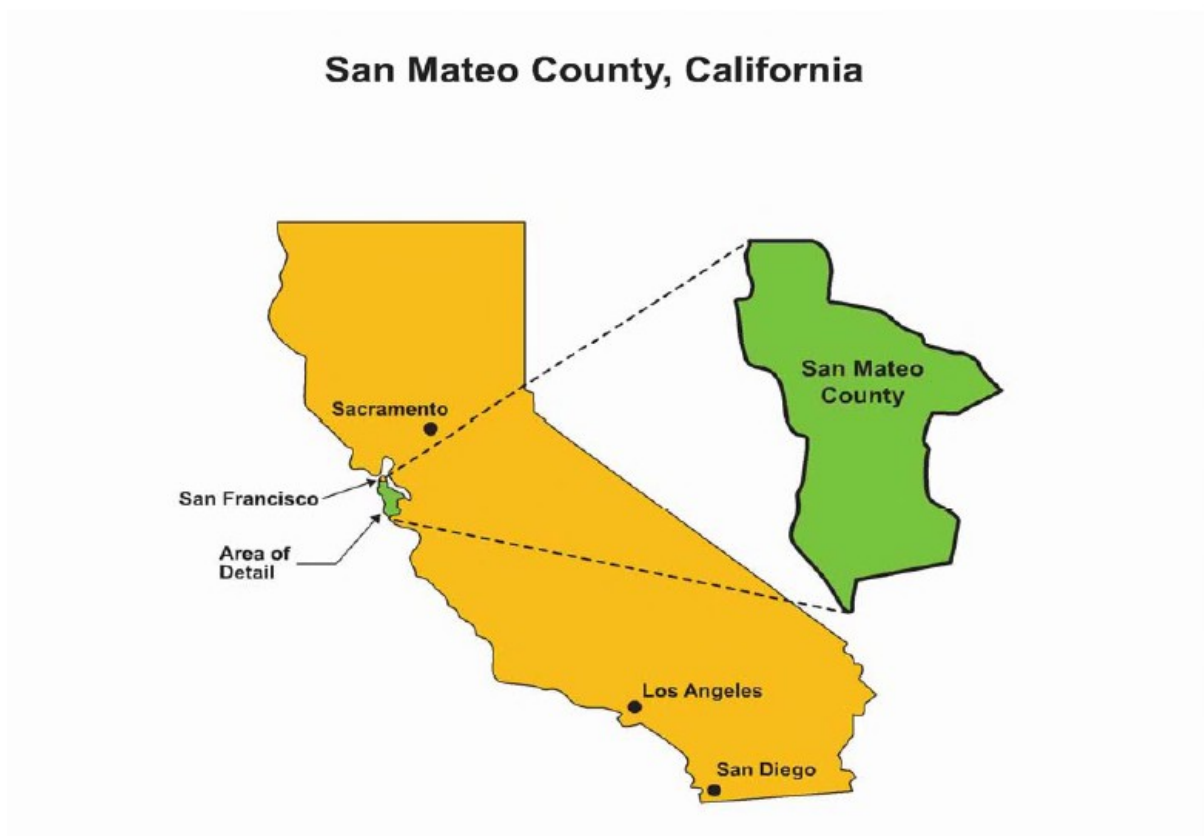 San Mateo County, California
San Mateo
County
Sacramento
San Francisco
Area of
Detail
Los Angeles
San Diego